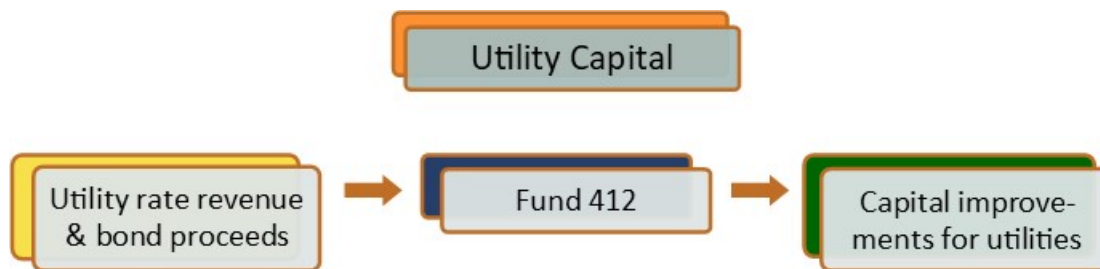 Utility Capital
Utility rate revenue
& bond proceeds
Fund 412
Capital improve-
ments for utilities